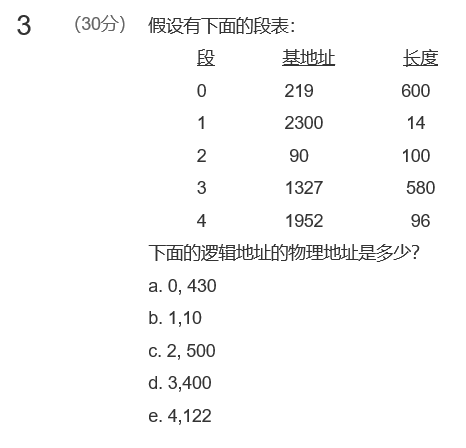 3 （30分） 假设有下面的段表：
段 基地址 长度
0 219 600
1 2300 14
2 90 100
3 1327 580
4 1952 96
下面的逻辑地址的物理地址是多少？
a. 0, 430
b. 1,10
c. 2, 500
d. 3,400
e. 4,122